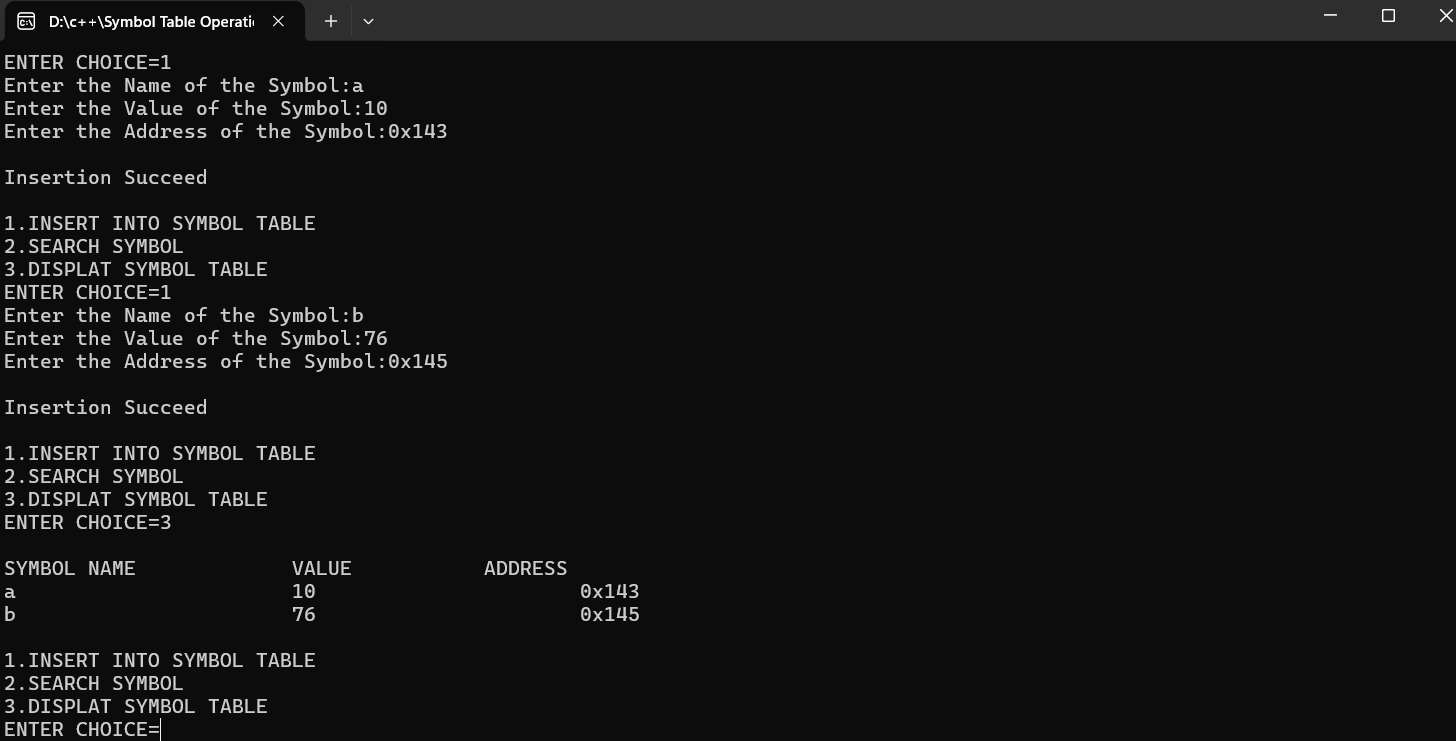 D:\c++\Symbol Table Operati
ENTER CHOICE=1
Enter the Name of the Symbol:a
Enter the Value of the Symbol:10
Enter the Address of the Symbol:0x143
Insertion Succeed
1.INSERT INTO SYMBOL TABLE
2.SEARCH SYMBOL
3.DISPLAT SYMBOL TABLE
ENTER CHOICE=1
Enter the Name of the Symbol:b
Enter the Value of the Symbol:76
Enter the Address of the Symbol:0x145
Insertion Succeed
1.INSERT INTO SYMBOL TABLE
2.SEARCH SYMBOL
3.DISPLAT SYMBOL TABLE
ENTER CHOICE=3
SYMBOL NAME VALUE ADDRESS
a 10 0x143
b 76 0x145
1.INSERT INTO SYMBOL TABLE
2.SEARCH SYMBOL
3.DISPLAT SYMBOL TABLE
ENTER CHOICE=